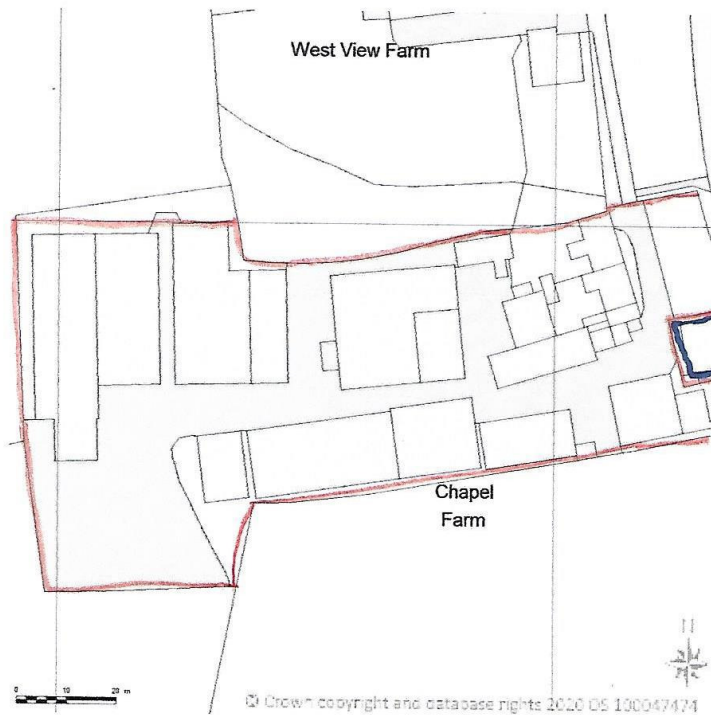 West View Farm
Chapel
Farm
0 10 20 m
© Crown copyright and database rights 2020 OS 100047474